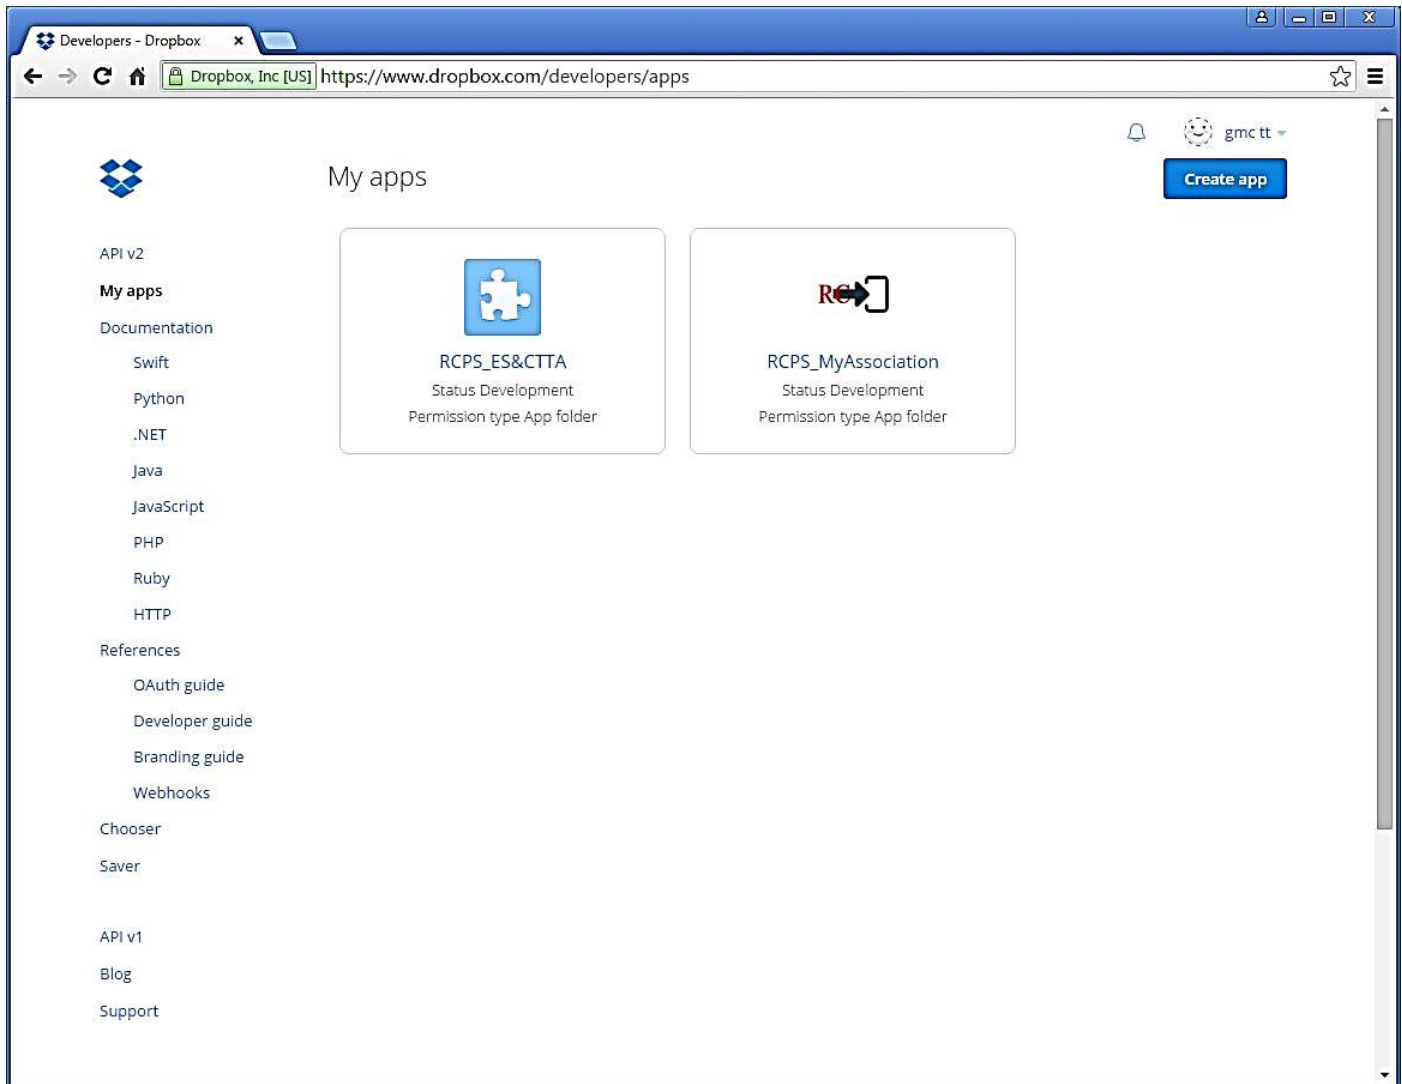 Developers - Dropbox
Dropbox, Inc [US] https://www.dropbox.com/developers/apps
gmc tt
My apps
Create app
API v2
My apps
Documentation
Swift
Python
.NET
Java
JavaScript
PHP
Ruby
HTTP
References
OAuth guide
Developer guide
Branding guide
Webhooks
Chooser
Saver
API v1
Blog
Support
RCPS_ES&CTTA
Status Development
Permission type App folder
RC
RCPS_MyAssociation
Status Development
Permission type App folder